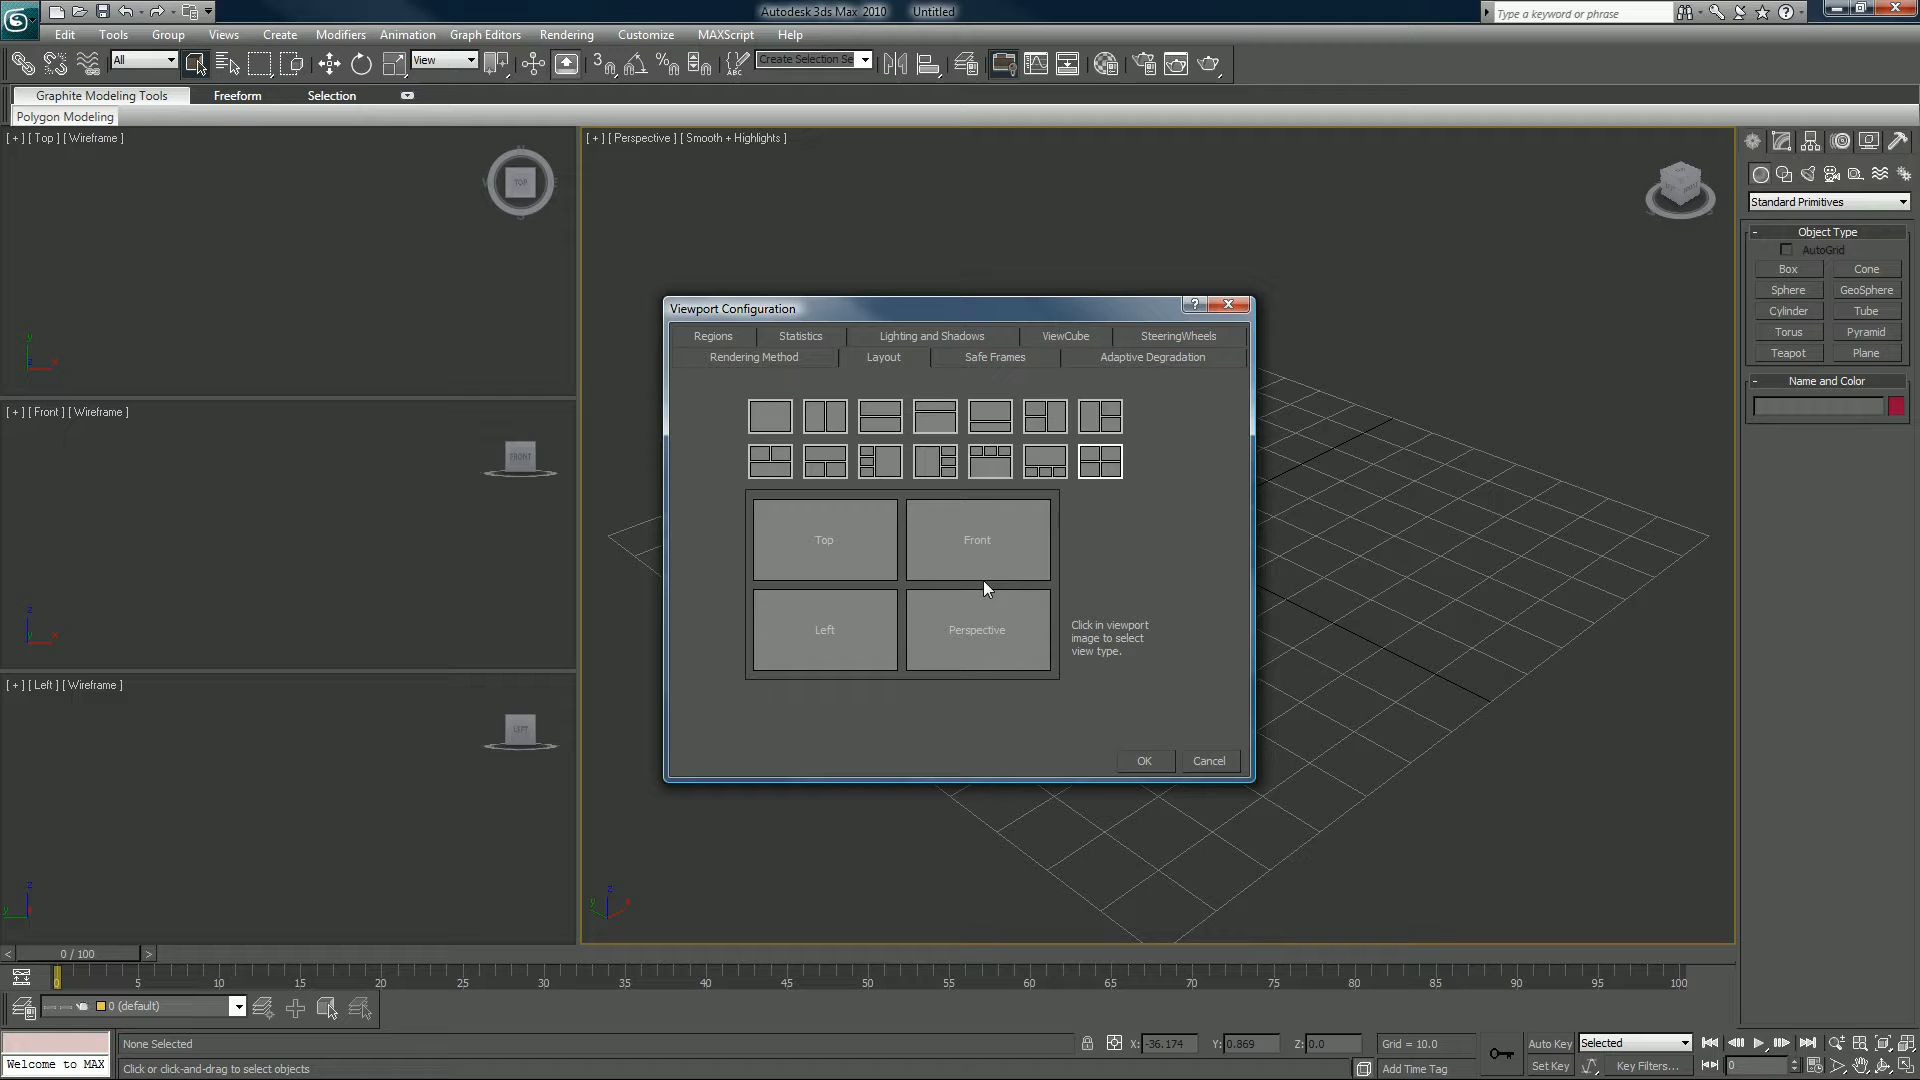 Autodesk 3ds Max 2010 Untitled
Type a keyword or phrase
Edit Tools Group Views Create Modifiers Animation Graph Editors Rendering Customize MAXScript Help
All View Create Selection Se
Graphite Modeling Tools Freeform Selection
Polygon Modeling
[ + ] [ Top ] [ Wireframe ]
TOP
[ + ] [ Perspective ] [ Smooth + Highlights ]
Standard Primitives
- Object Type
AutoGrid
Box Cone
Sphere GeoSphere
Cylinder Tube
Torus Pyramid
Teapot Plane
- Name and Color
Viewport Configuration
Regions Statistics Lighting and Shadows ViewCube SteeringWheels
Rendering Method Layout Safe Frames Adaptive Degradation
Top Front
Left Perspective
Click in viewport
image to select
view type.
OK Cancel
[ + ] [ Front ] [ Wireframe ]
FRONT
[ + ] [ Left ] [ Wireframe ]
LEFT
< 0 / 100 >
0 5 10 15 20 25 30 35 40 45 50 55 60 65 70 75 80 85 90 95 100
0 (default)
None Selected X: -36.174 Y: 0.869 Z: 0.0 Grid = 10.0 Auto Key Selected
Welcome to MAX Click or click-and-drag to select objects Add Time Tag Set Key Key Filters... 0